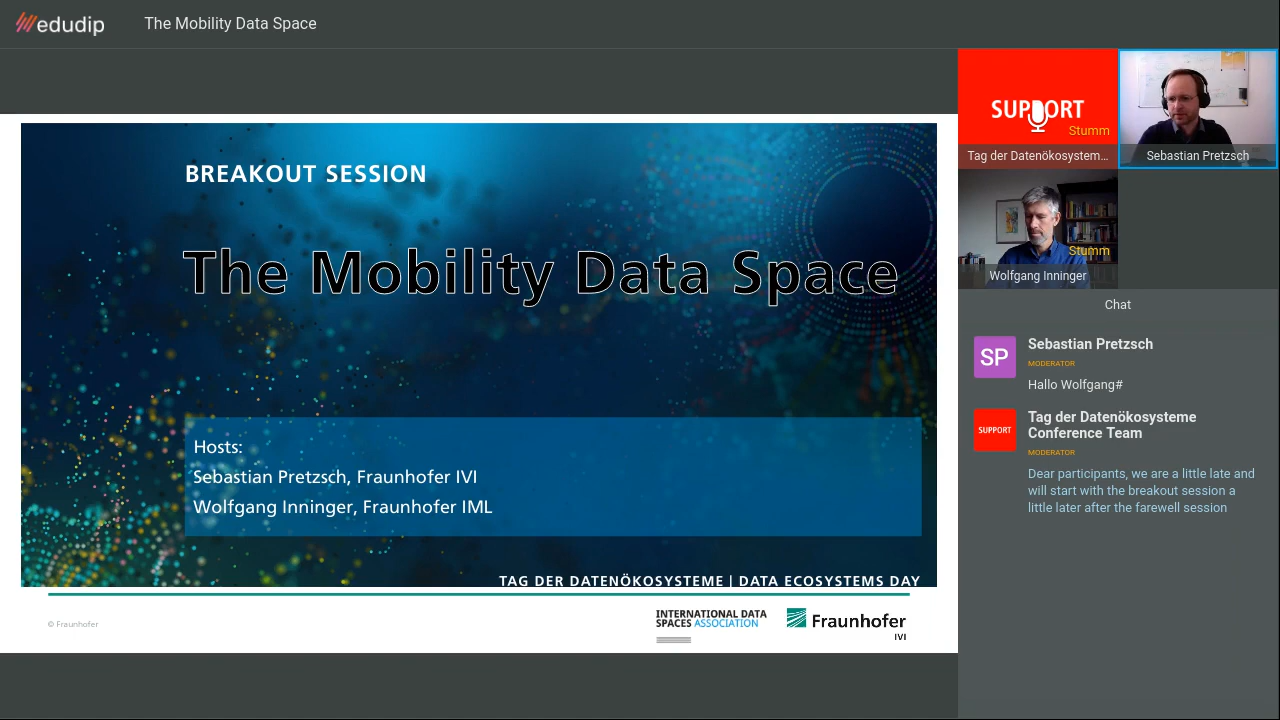 edudip
The Mobility Data Space
BREAKOUT SESSION
The Mobility Data Space
Hosts:
Sebastian Pretzsch, Fraunhofer IVI
Wolfgang Inninger, Fraunhofer IML
TAG DER DATENÖKOSYSTEME | DATA ECOSYSTEMS DAY
© Fraunhofer
INTERNATIONAL DATA
SPACES ASSOCIATION
Fraunhofer
IVI
SUPPORT
Stumm
Tag der Datenökosystem...
Sebastian Pretzsch
Stumm
Wolfgang Inninger
Chat
SP
Sebastian Pretzsch
MODERATOR
Hallo Wolfgang#
SUPPORT
Tag der Datenökosysteme
Conference Team
MODERATOR
Dear participants, we are a little late and
will start with the breakout session a
little later after the farewell session